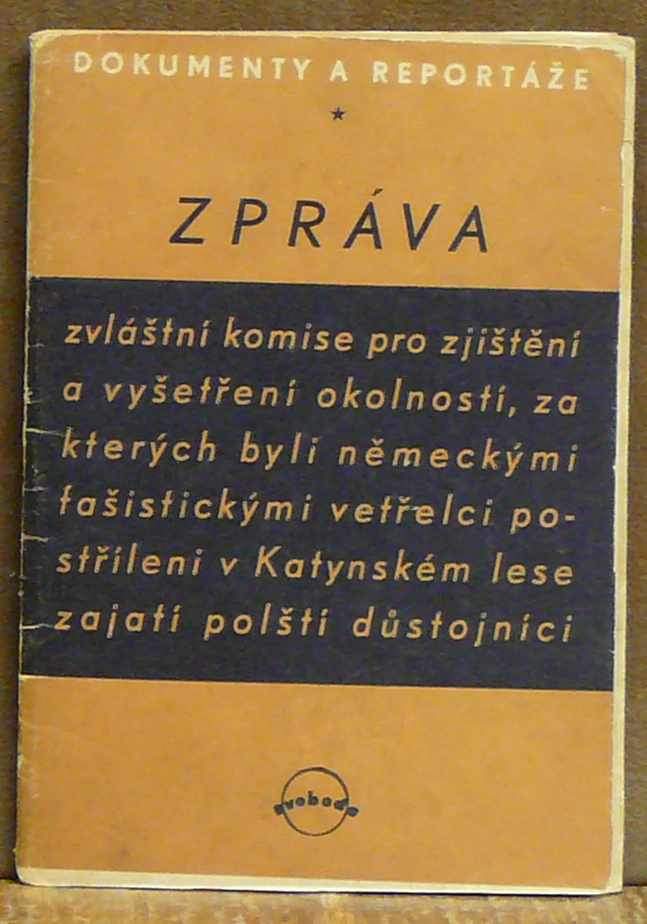 DOKUMENTY A REPORTÁŽE
ZPRÁVA
zvláštní komise pro zjištění
a vyšetření okolností, za
kterých byli německými
fašistickými vetřelci po-
stříleni v Katynském lese
zajatí polští důstojníci
svoboda